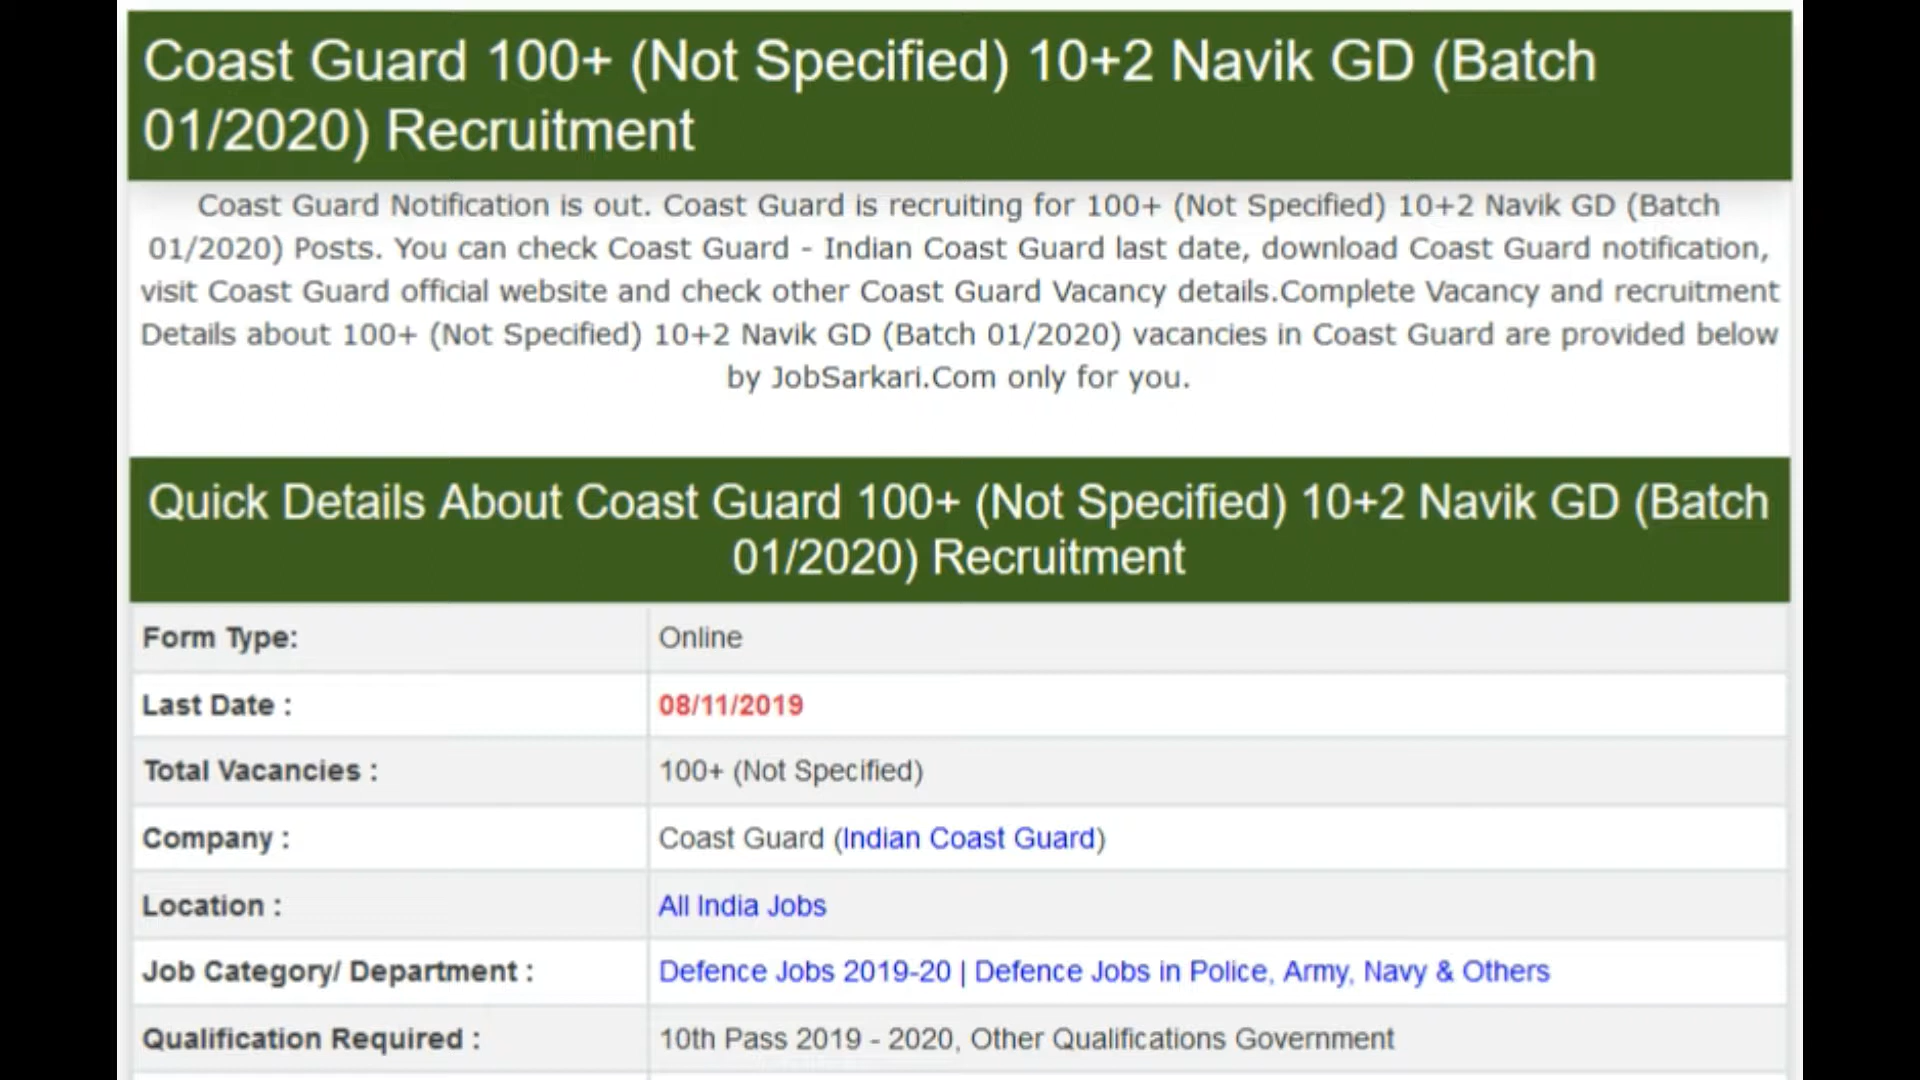 Coast Guard 100+ (Not Specified) 10+2 Navik GD (Batch
01/2020) Recruitment
Coast Guard Notification is out. Coast Guard is recruiting for 100+ (Not Specified) 10+2 Navik GD (Batch
01/2020) Posts. You can check Coast Guard - Indian Coast Guard last date, download Coast Guard notification,
visit Coast Guard official website and check other Coast Guard Vacancy details.Complete Vacancy and recruitment
Details about 100+ (Not Specified) 10+2 Navik GD (Batch 01/2020) vacancies in Coast Guard are provided below
by JobSarkari.Com only for you.
Quick Details About Coast Guard 100+ (Not Specified) 10+2 Navik GD (Batch
01/2020) Recruitment
Form Type: Online
Last Date : 08/11/2019
Total Vacancies : 100+ (Not Specified)
Company : Coast Guard (Indian Coast Guard)
Location : All India Jobs
Job Category/ Department : Defence Jobs 2019-20 | Defence Jobs in Police, Army, Navy & Others
Qualification Required : 10th Pass 2019 - 2020, Other Qualifications Government